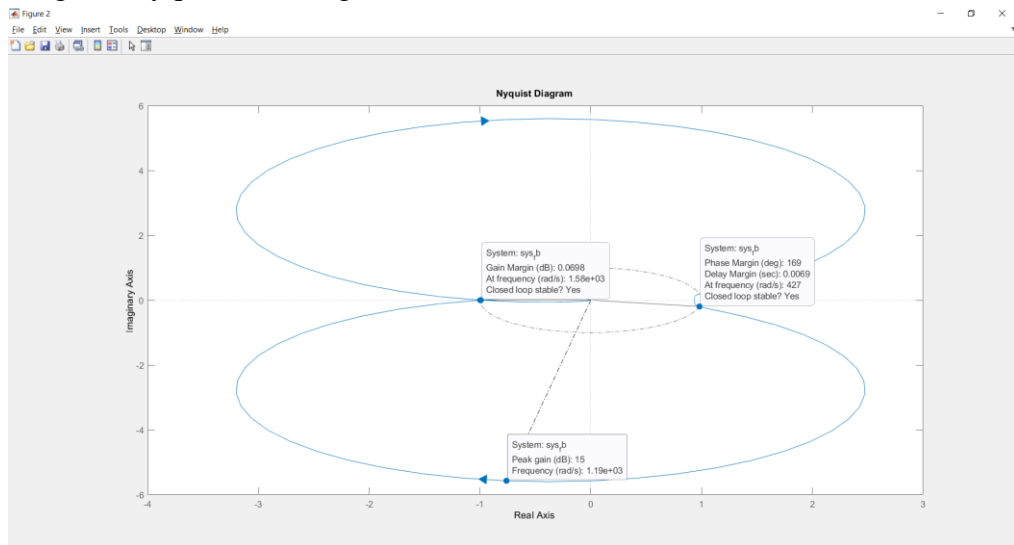 Figure 2
File Edit View Insert Tools Desktop Window Help
Nyquist Diagram
Imaginary Axis
6
4
2
0
-2
-4
-6
System: sys_rb
Gain Margin (dB): 0.0698
At frequency (rad/s): 1.58e+03
Closed loop stable? Yes
System: sys_rb
Phase Margin (deg): 169
Delay Margin (sec): 0.0069
At frequency (rad/s): 427
Closed loop stable? Yes
System: sys_rb
Peak gain (dB): 15
Frequency (rad/s): 1.19e+03
-4 -3 -2 -1 0 1 2 3
Real Axis